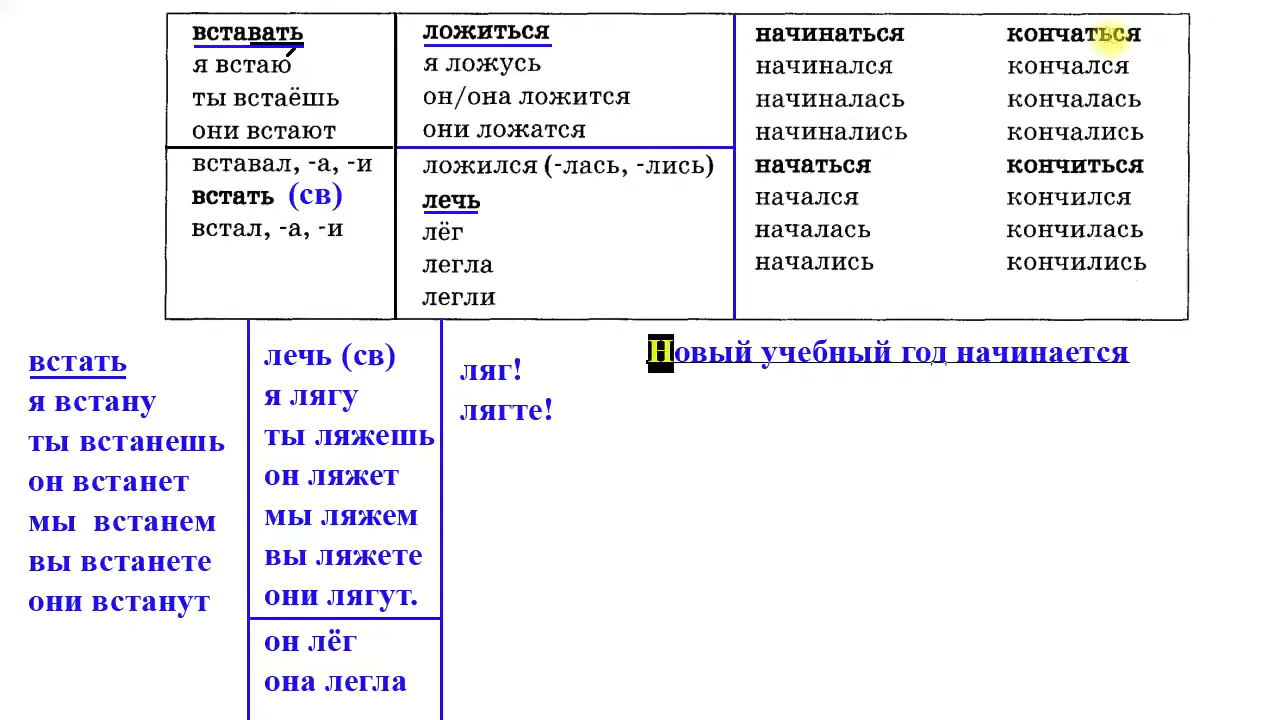 вставать
я встаю
ты встаёшь
они встают
вставал, -а, -и
встать (св)
встал, -а, -и
ложиться
я ложусь
он/она ложится
они ложатся
ложился (-лась, -лись)
лечь
лёг
легла
легли
начинаться
начинался
началась
начинались
начаться
начался
началась
начались
кончаться
кончался
кончалась
кончались
кончиться
кончился
кончилась
кончились
встать
я встану
ты встанешь
он встанет
мы встанем
вы встанете
они встанут
лечь (св)
я лягу
ты ляжешь
он ляжет
мы ляжем
вы ляжете
они лягут.
он лёг
она легла
ляг!
лягте!
Новый учебный год начинается